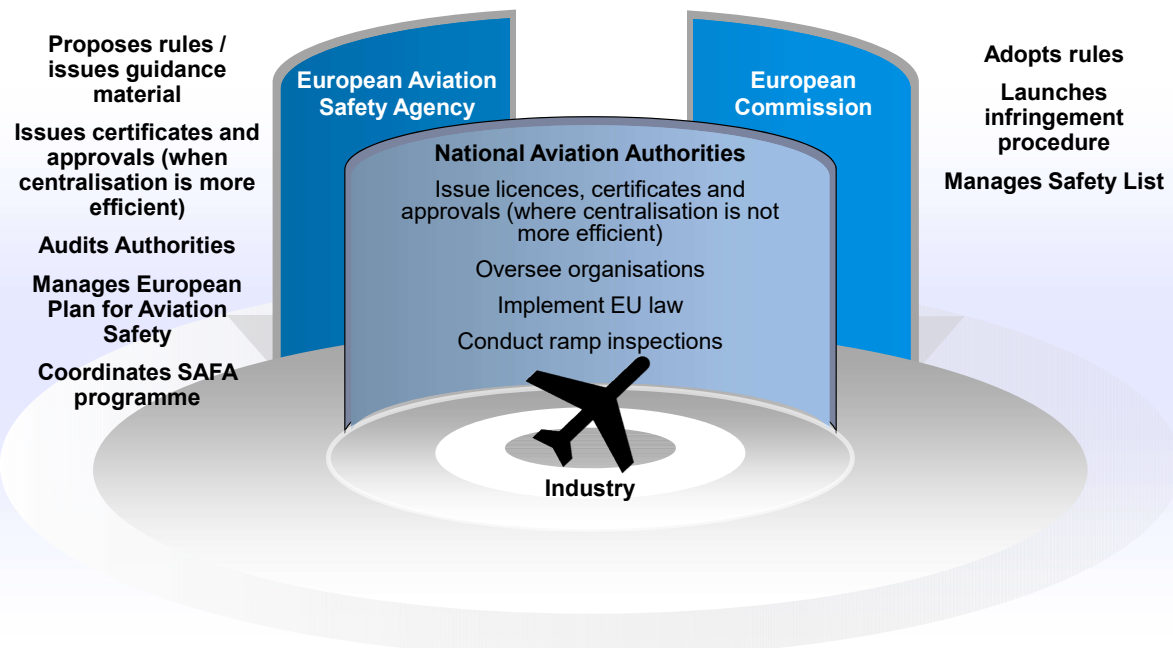 Proposes rules /
issues guidance
material
Issues certificates and
approvals (when
centralisation is more
efficient)
Audits Authorities
Manages European
Plan for Aviation
Safety
Coordinates SAFA
programme
European Aviation
Safety Agency
European
Commission
National Aviation Authorities
Issue licences, certificates and
approvals (where centralisation is not
more efficient)
Oversee organisations
Implement EU law
Conduct ramp inspections
Industry
Adopts rules
Launches
infringement
procedure
Manages Safety List